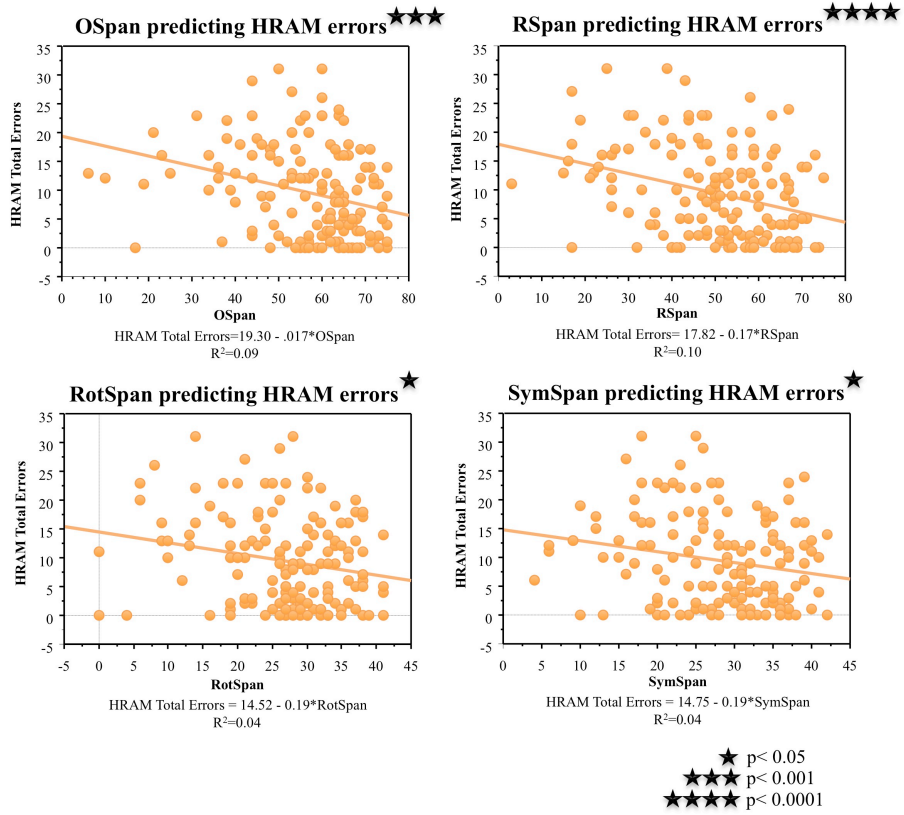 OSpan predicting HRAM errors★★★
HRAM Total Errors
35
30
25
20
15
10
5
0
-5
0 10 20 30 40 50 60 70 80
OSpan
HRAM Total Errors=19.30 - .017*OSpan
R²=0.09
RSpan predicting HRAM errors★★★★
HRAM Total Errors
35
30
25
20
15
10
5
0
-5
0 10 20 30 40 50 60 70 80
RSpan
HRAM Total Errors= 17.82 - 0.17*RSpan
R²=0.10
RotSpan predicting HRAM errors★
HRAM Total Errors
35
30
25
20
15
10
5
0
-5
-5 0 5 10 15 20 25 30 35 40 45
RotSpan
HRAM Total Errors = 14.52 - 0.19*RotSpan
R²=0.04
SymSpan predicting HRAM errors★
HRAM Total Errors
35
30
25
20
15
10
5
0
-5
0 5 10 15 20 25 30 35 40 45
SymSpan
HRAM Total Errors = 14.75 - 0.19*SymSpan
R²=0.04
★ p< 0.05
★★★ p< 0.001
★★★★ p< 0.0001